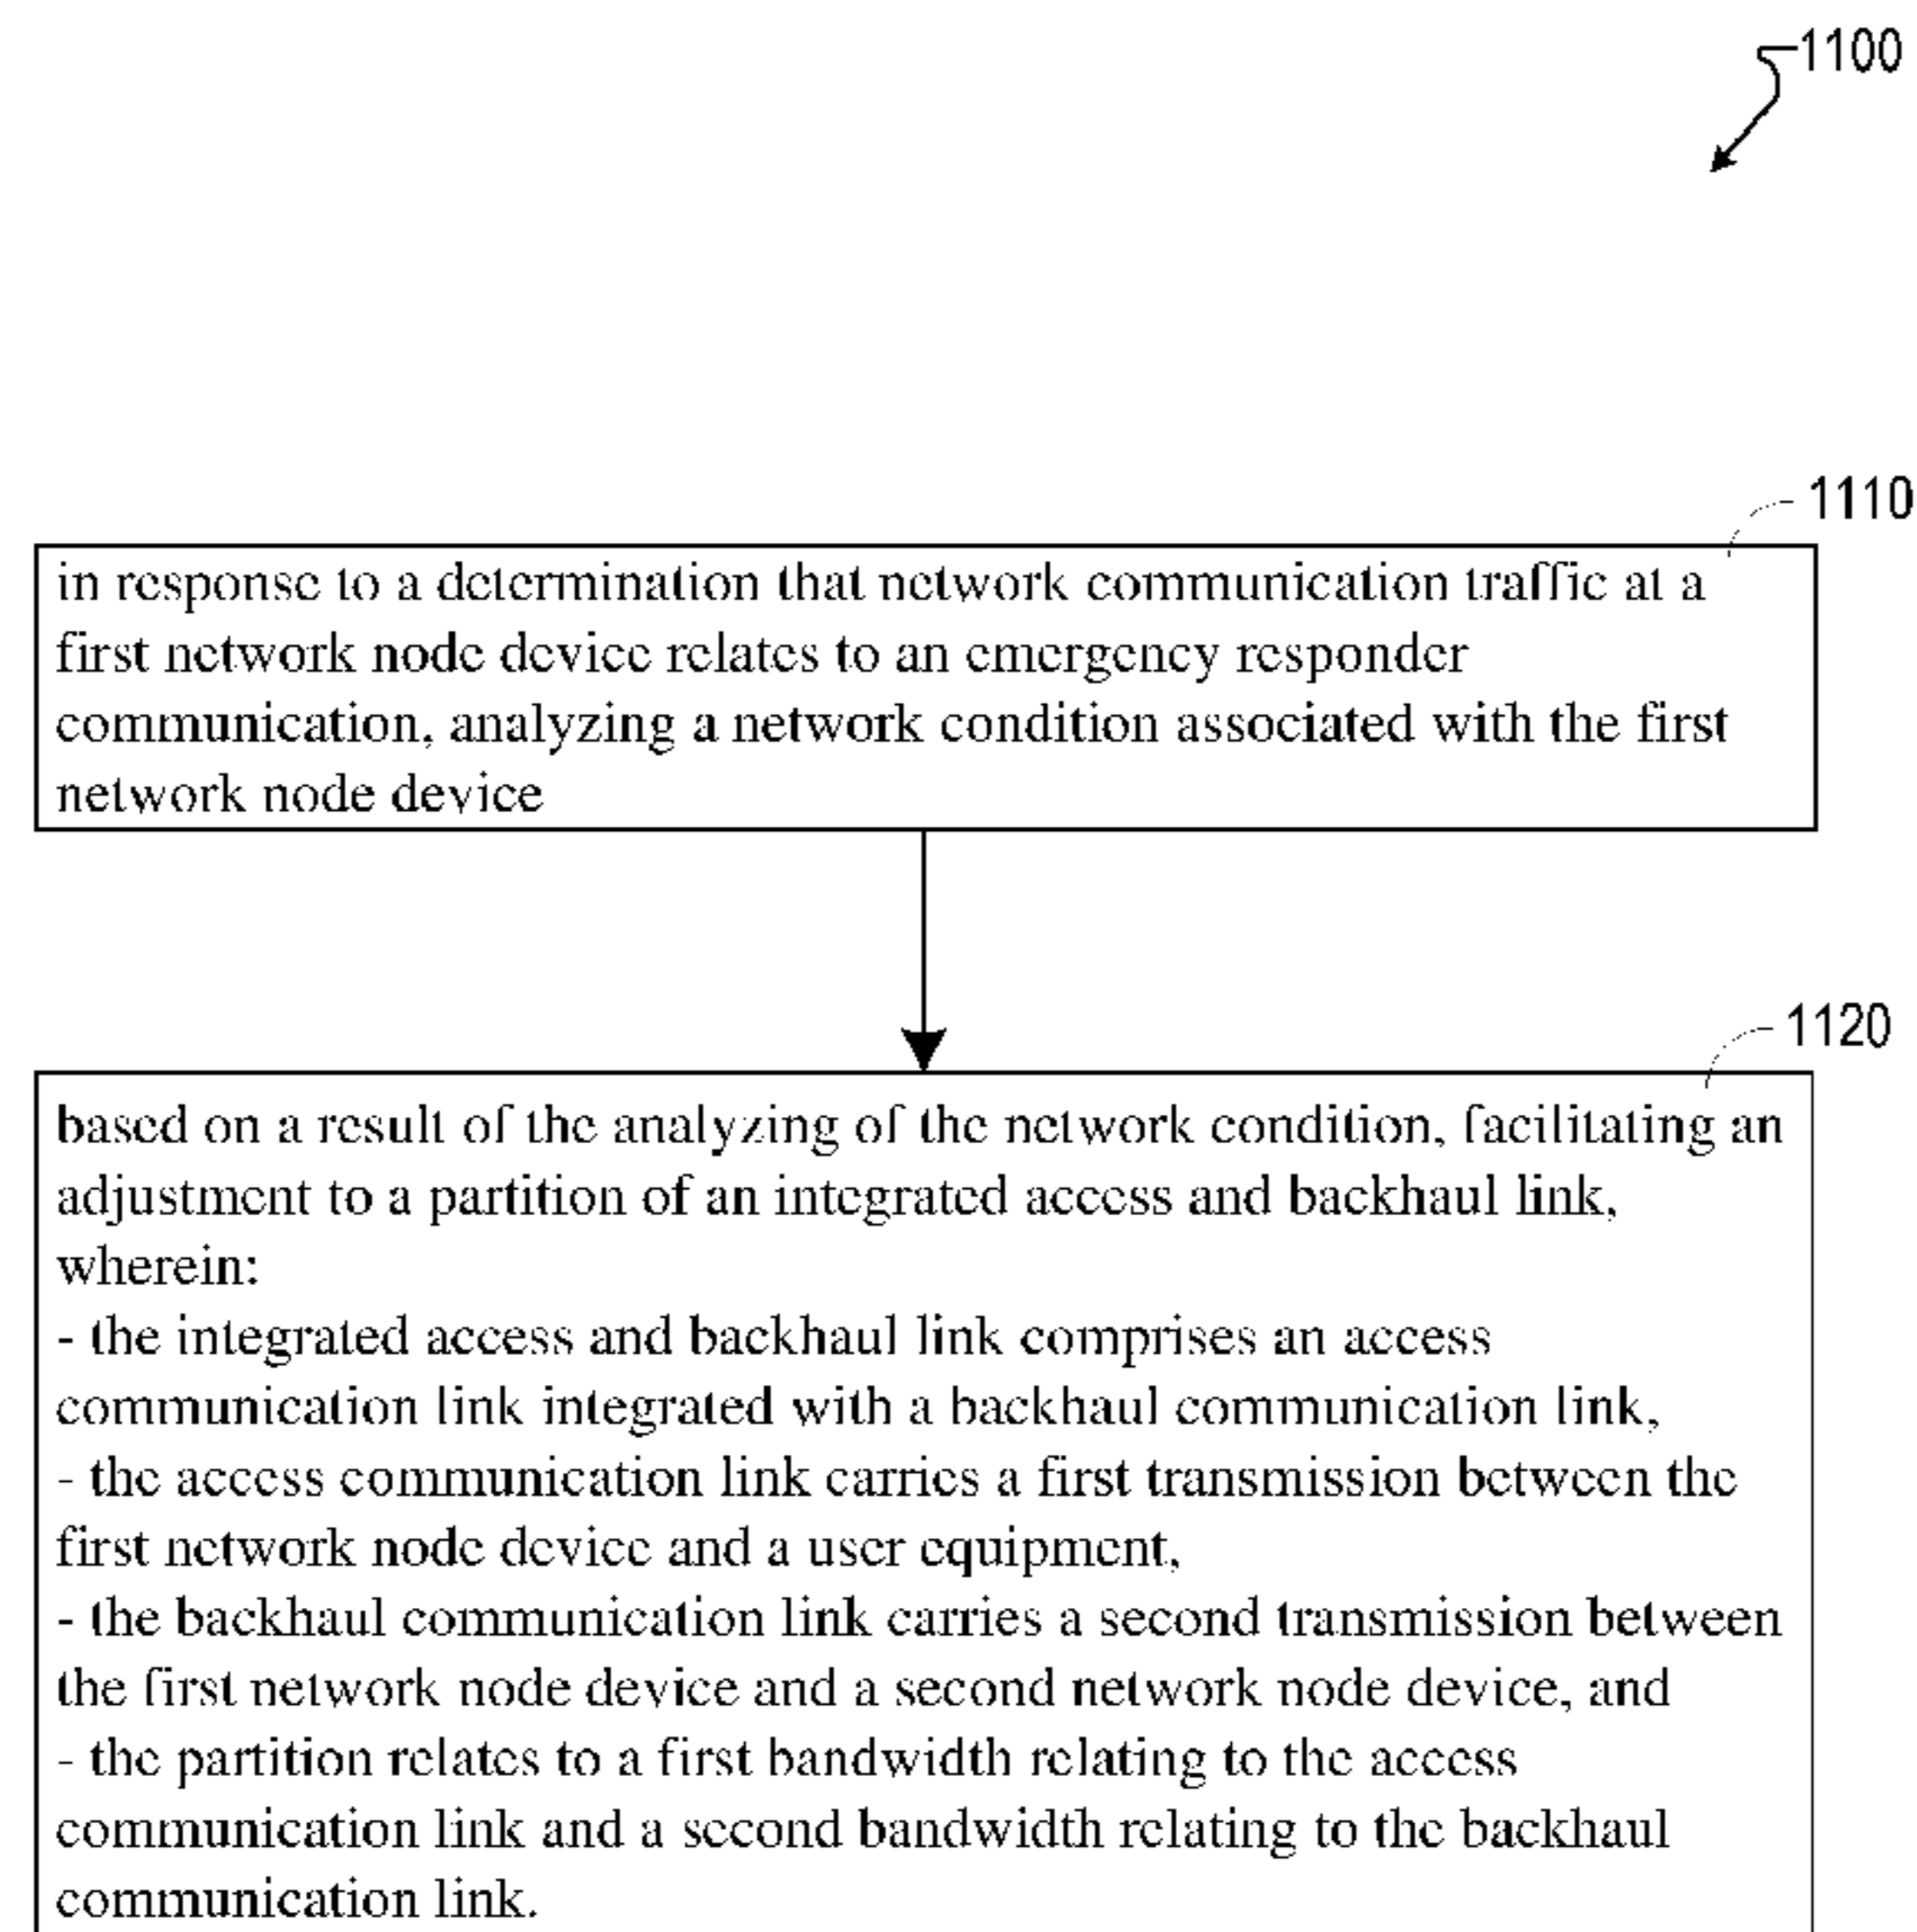 1100
1110
in response to a determination that network communication traffic at a
first network node device relates to an emergency responder
communication, analyzing a network condition associated with the first
network node device
1120
based on a result of the analyzing of the network condition, facilitating an
adjustment to a partition of an integrated access and backhaul link,
wherein:
- the integrated access and backhaul link comprises an access
communication link integrated with a backhaul communication link,
- the access communication link carries a first transmission between the
first network node device and a user equipment,
- the backhaul communication link carries a second transmission between
the first network node device and a second network node device, and
- the partition relates to a first bandwidth relating to the access
communication link and a second bandwidth relating to the backhaul
communication link.